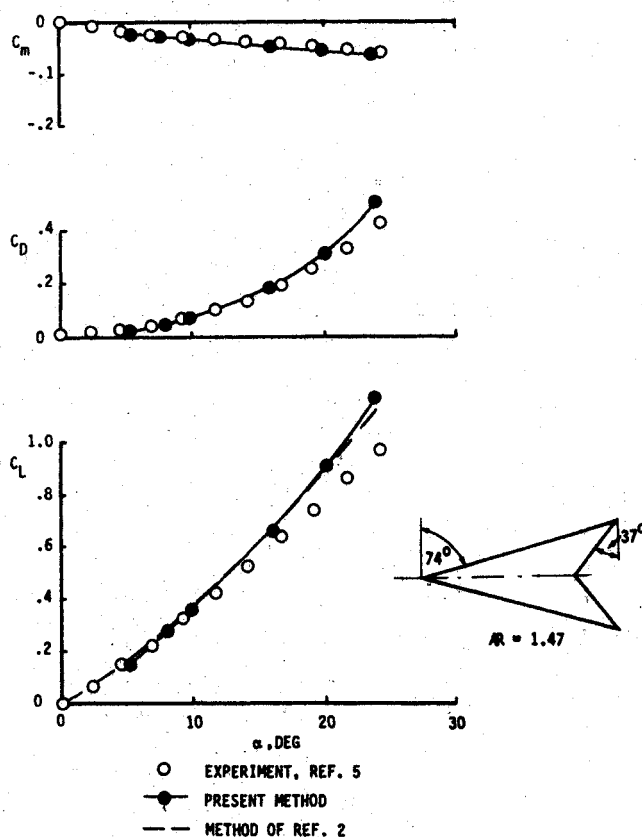 0
C_m
-.1
-.2
.4
C_D
.2
0
1.0
C_L
.8
.6
.4
.2
0
0 10 20 30
α, DEG
74°
37°
AR = 1.47
EXPERIMENT, REF. 5
PRESENT METHOD
METHOD OF REF. 2